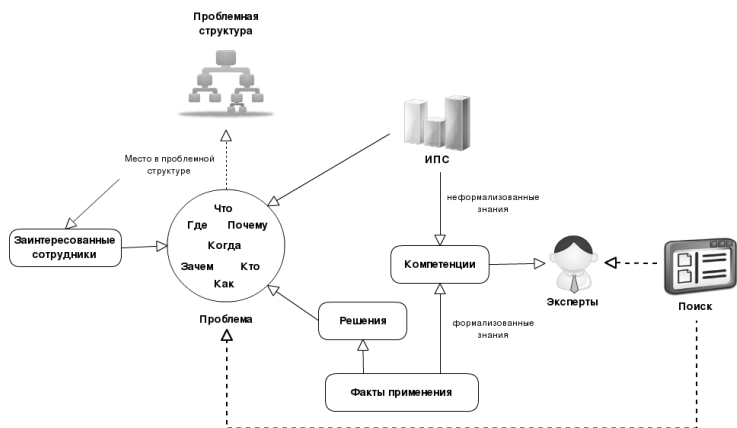 Проблемная
структура
ИПС
Место в проблемной
структуре
неформализованные
знания
Что
Где Почему
Когда
Зачем Кто
Как
Заинтересованные
сотрудники
Компетенции
Эксперты
Поиск
Проблема
Решения
формализованные
знания
Факты применения